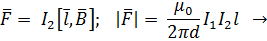 F̄ = I₂[l̄, B̄]; |F̄| = μ₀/2πd I₁I₂l →